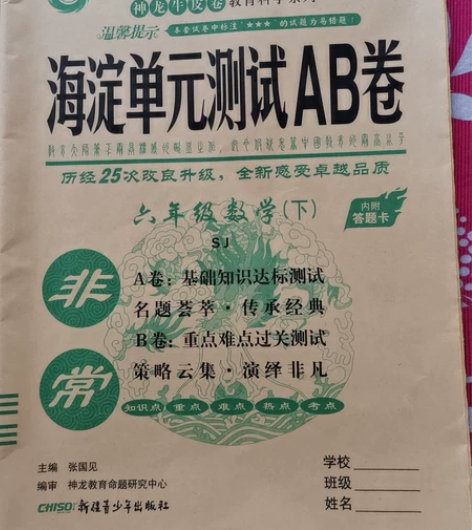 神龙牛皮卷 教育科学系列
温馨提示 本套试卷中标注"★★★"的试题为易错题!
海淀单元测试AB卷
历经25次改良升级，全新感受卓越品质
六年级数学(下)
内附
答题卡
SJ
非
常
A卷：基础知识达标测试
名题荟萃·传承经典
B卷：重点难点过关测试
策略云集·演绎非凡
知识点 重点 难点 热点 考点
主编 张国见
编审 神龙教育命题研究中心
CHISO 新疆青少年出版社
学校
班级
姓名